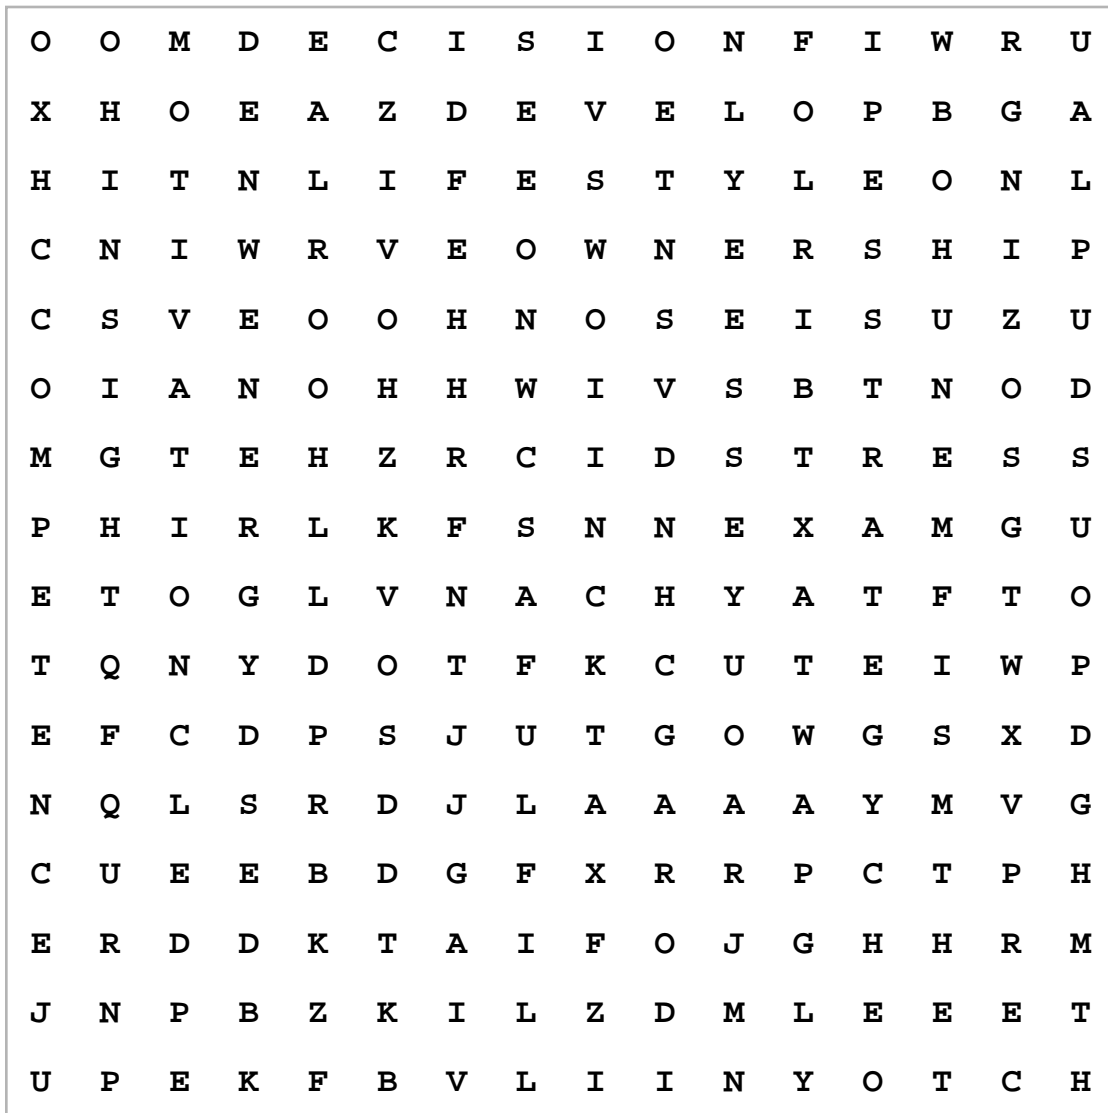 O O M D E C I S I O N F I W R U
X H O E A Z D E V E L O P B G A
H I T N L I F E S T Y L E O N L
C N I W R V E O W N E R S H I P
C S V E O O H N O S E I S U Z U
O I A N O H H W I V S B T N O D
M G T E H Z R C I D S T R E S S
P H I R L K F S N N E X A M G U
E T O G L V N A C H Y A T F T O
T Q N Y D O T F K C U T E I W P
E F C D P S J U T G O W G S X D
N Q L S R D J L A A A A Y M V G
C U E E B D G F X R R P C T P H
E R D D K T A I F O J G H H R M
J N P B Z K I L Z D M L E E E T
U P E K F B V L I I N Y O T C H